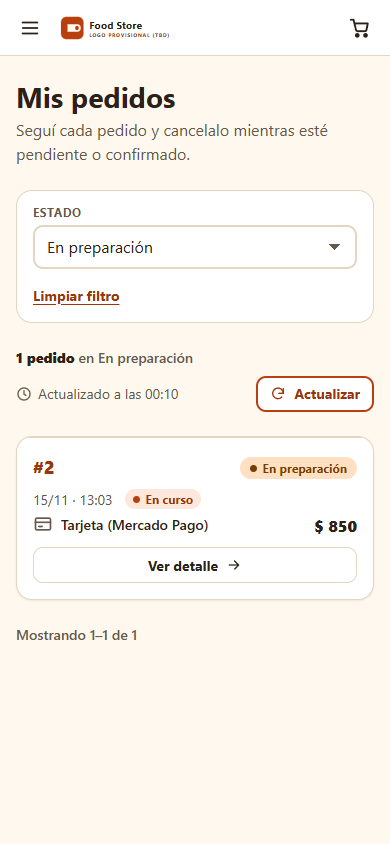 Food Store
LOGO PROVISIONAL (TBD)
Mis pedidos
Seguí cada pedido y cancelalo mientras esté
pendiente o confirmado.
ESTADO
En preparación
Limpiar filtro
1 pedido en En preparación
Actualizado a las 00:10
Actualizar
#2
En preparación
15/11 · 13:03
En curso
Tarjeta (Mercado Pago)
$ 850
Ver detalle →
Mostrando 1–1 de 1